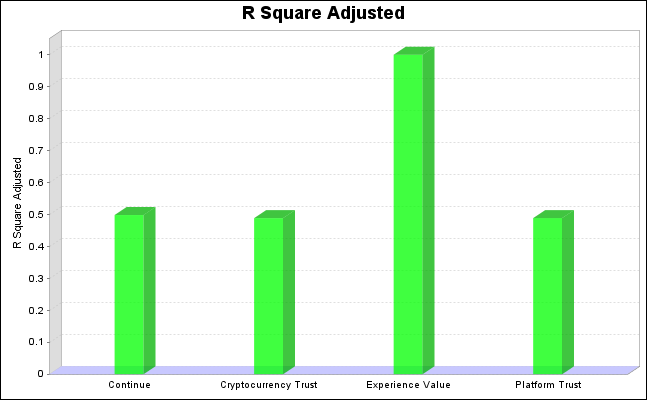 R Square Adjusted
R Square Adjusted
1
0.9
0.8
0.7
0.6
0.5
0.4
0.3
0.2
0.1
0
Continue
Cryptocurrency Trust
Experience Value
Platform Trust